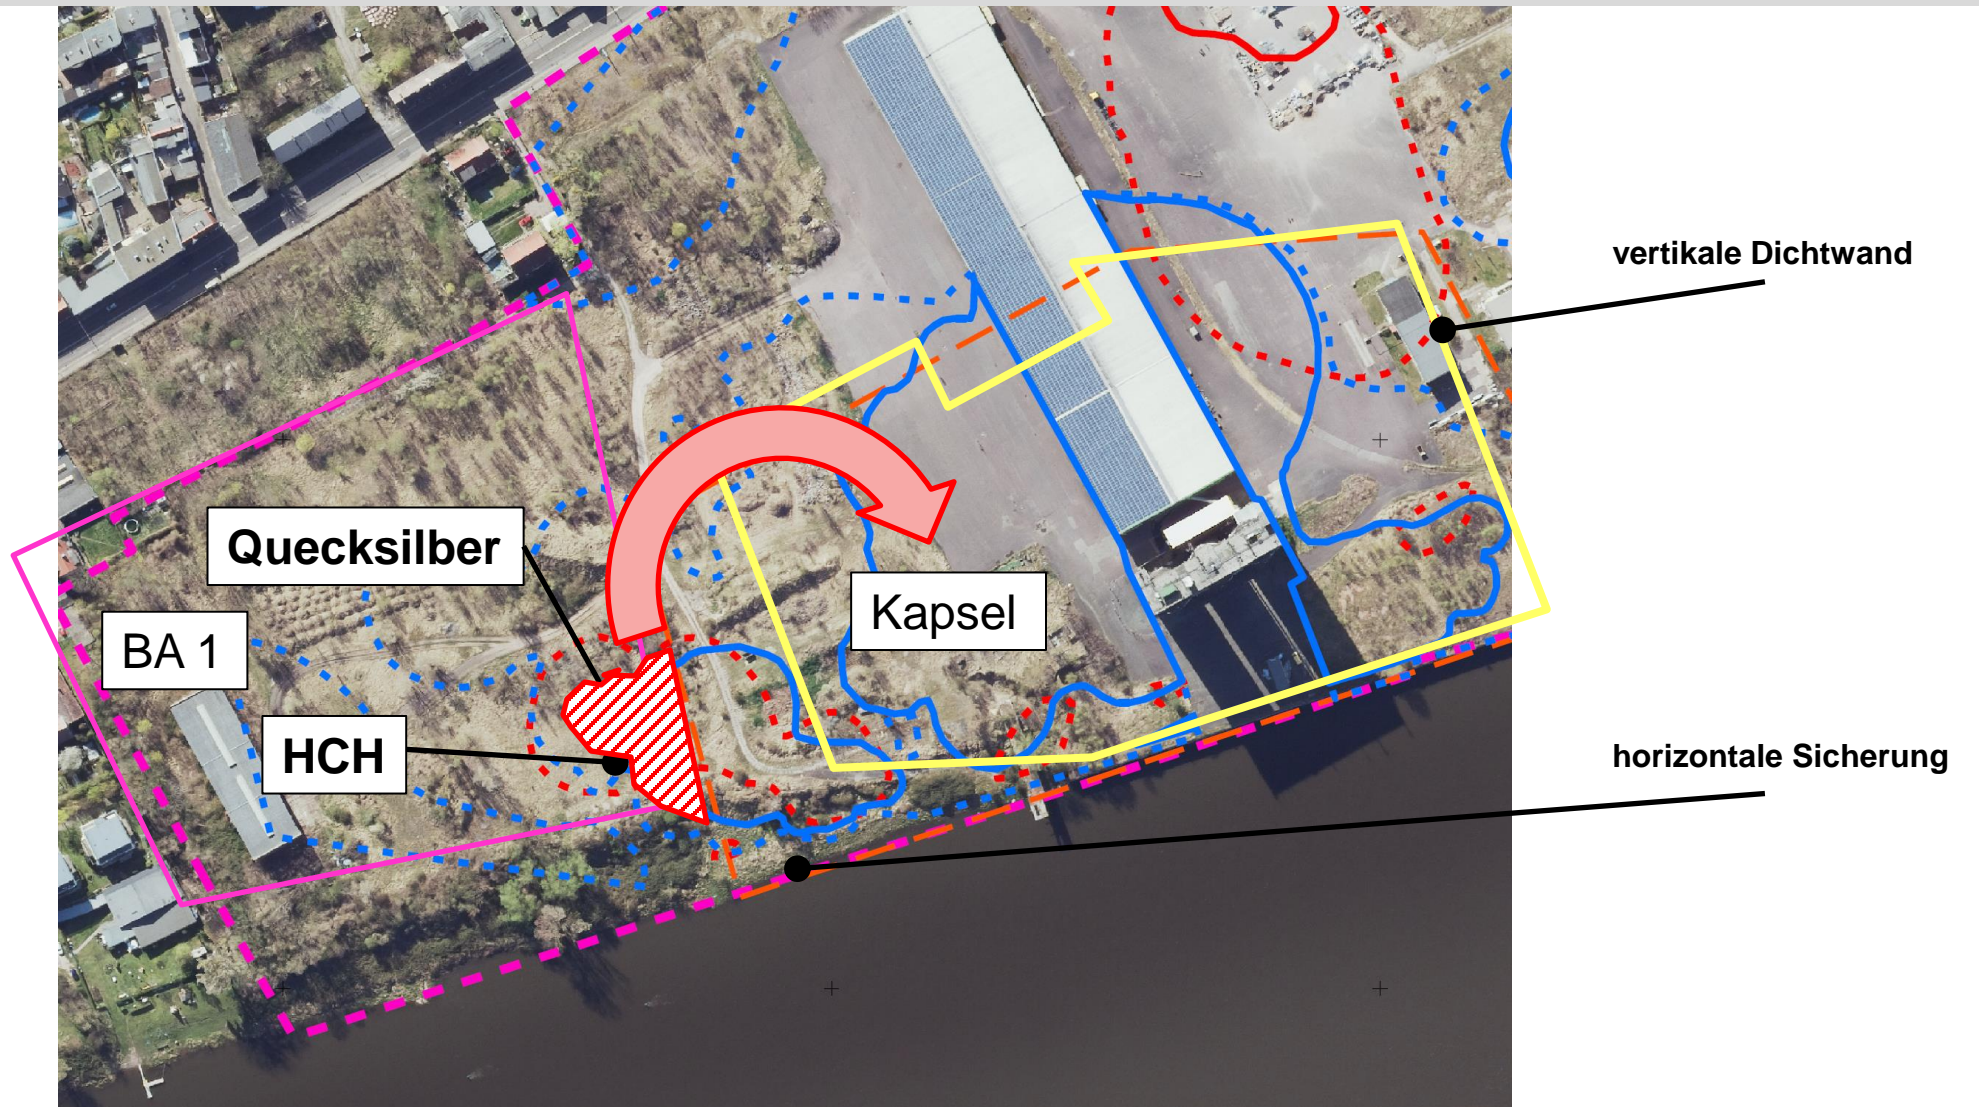 vertikale Dichtwand
Quecksilber
Kapsel
BA 1
HCH
horizontale Sicherung